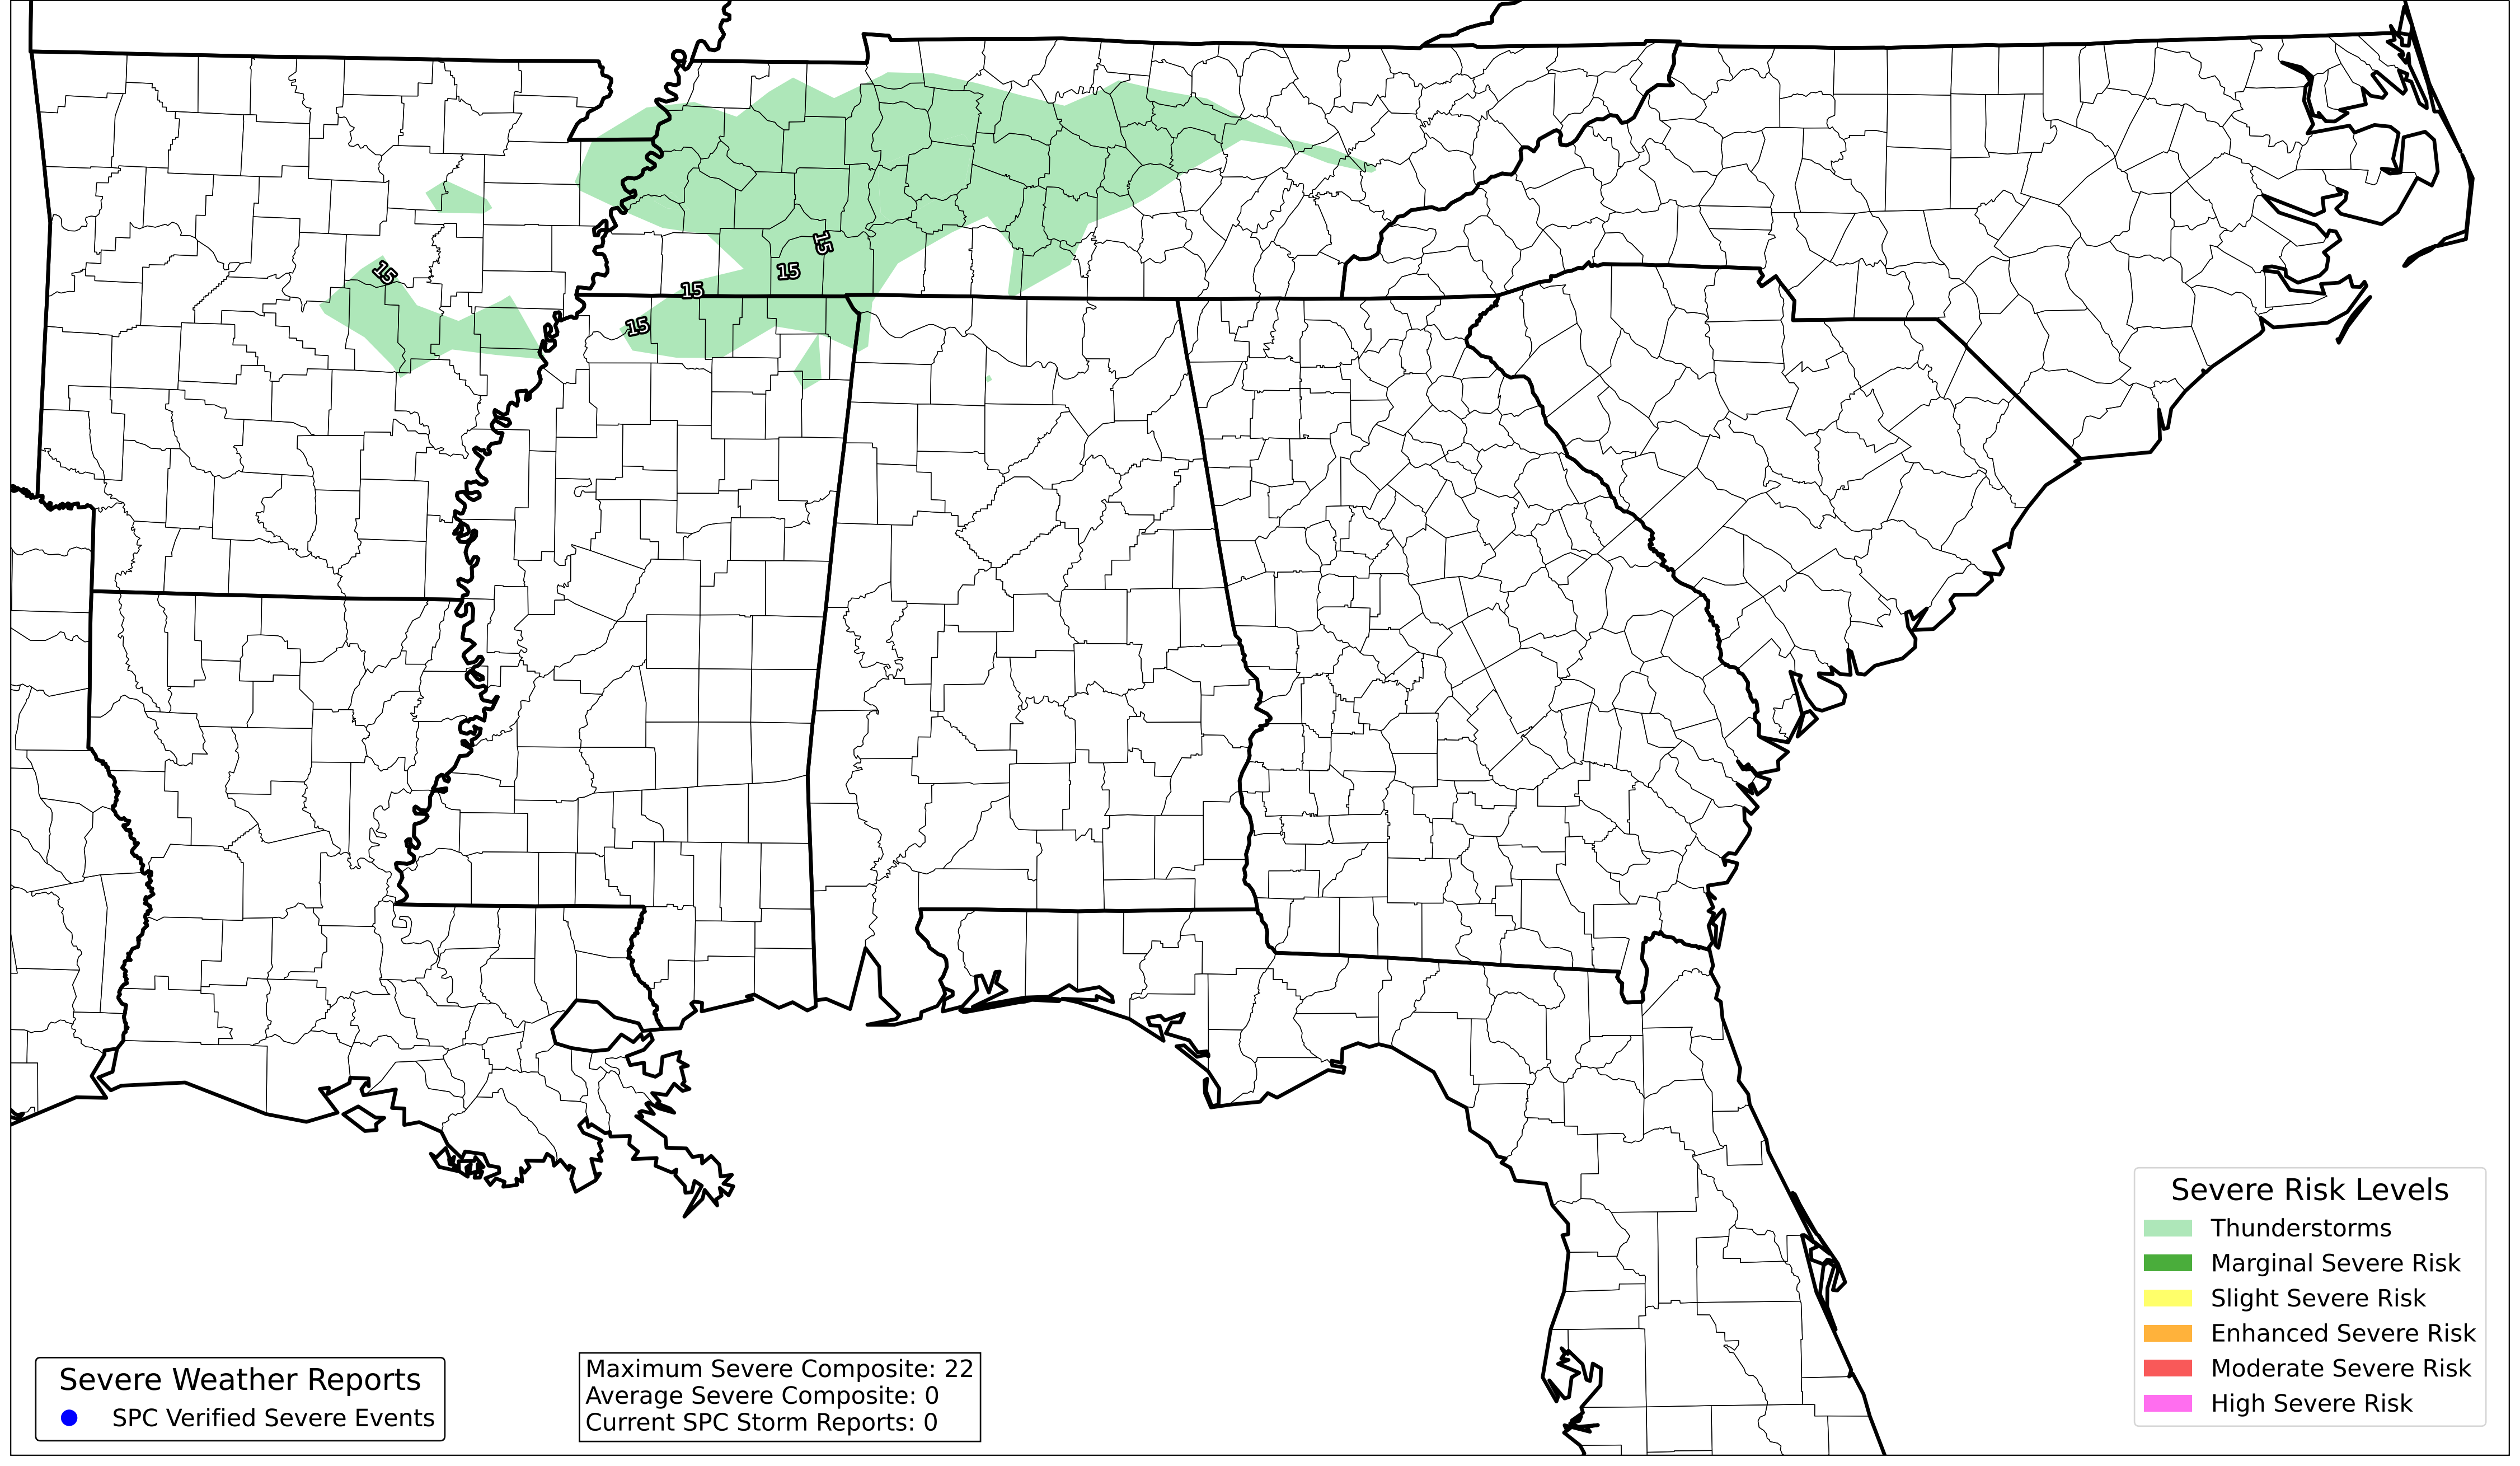 15
15
15
15
15
Severe Weather Reports
SPC Verified Severe Events
Maximum Severe Composite: 22
Average Severe Composite: 0
Current SPC Storm Reports: 0
Severe Risk Levels
Thunderstorms
Marginal Severe Risk
Slight Severe Risk
Enhanced Severe Risk
Moderate Severe Risk
High Severe Risk